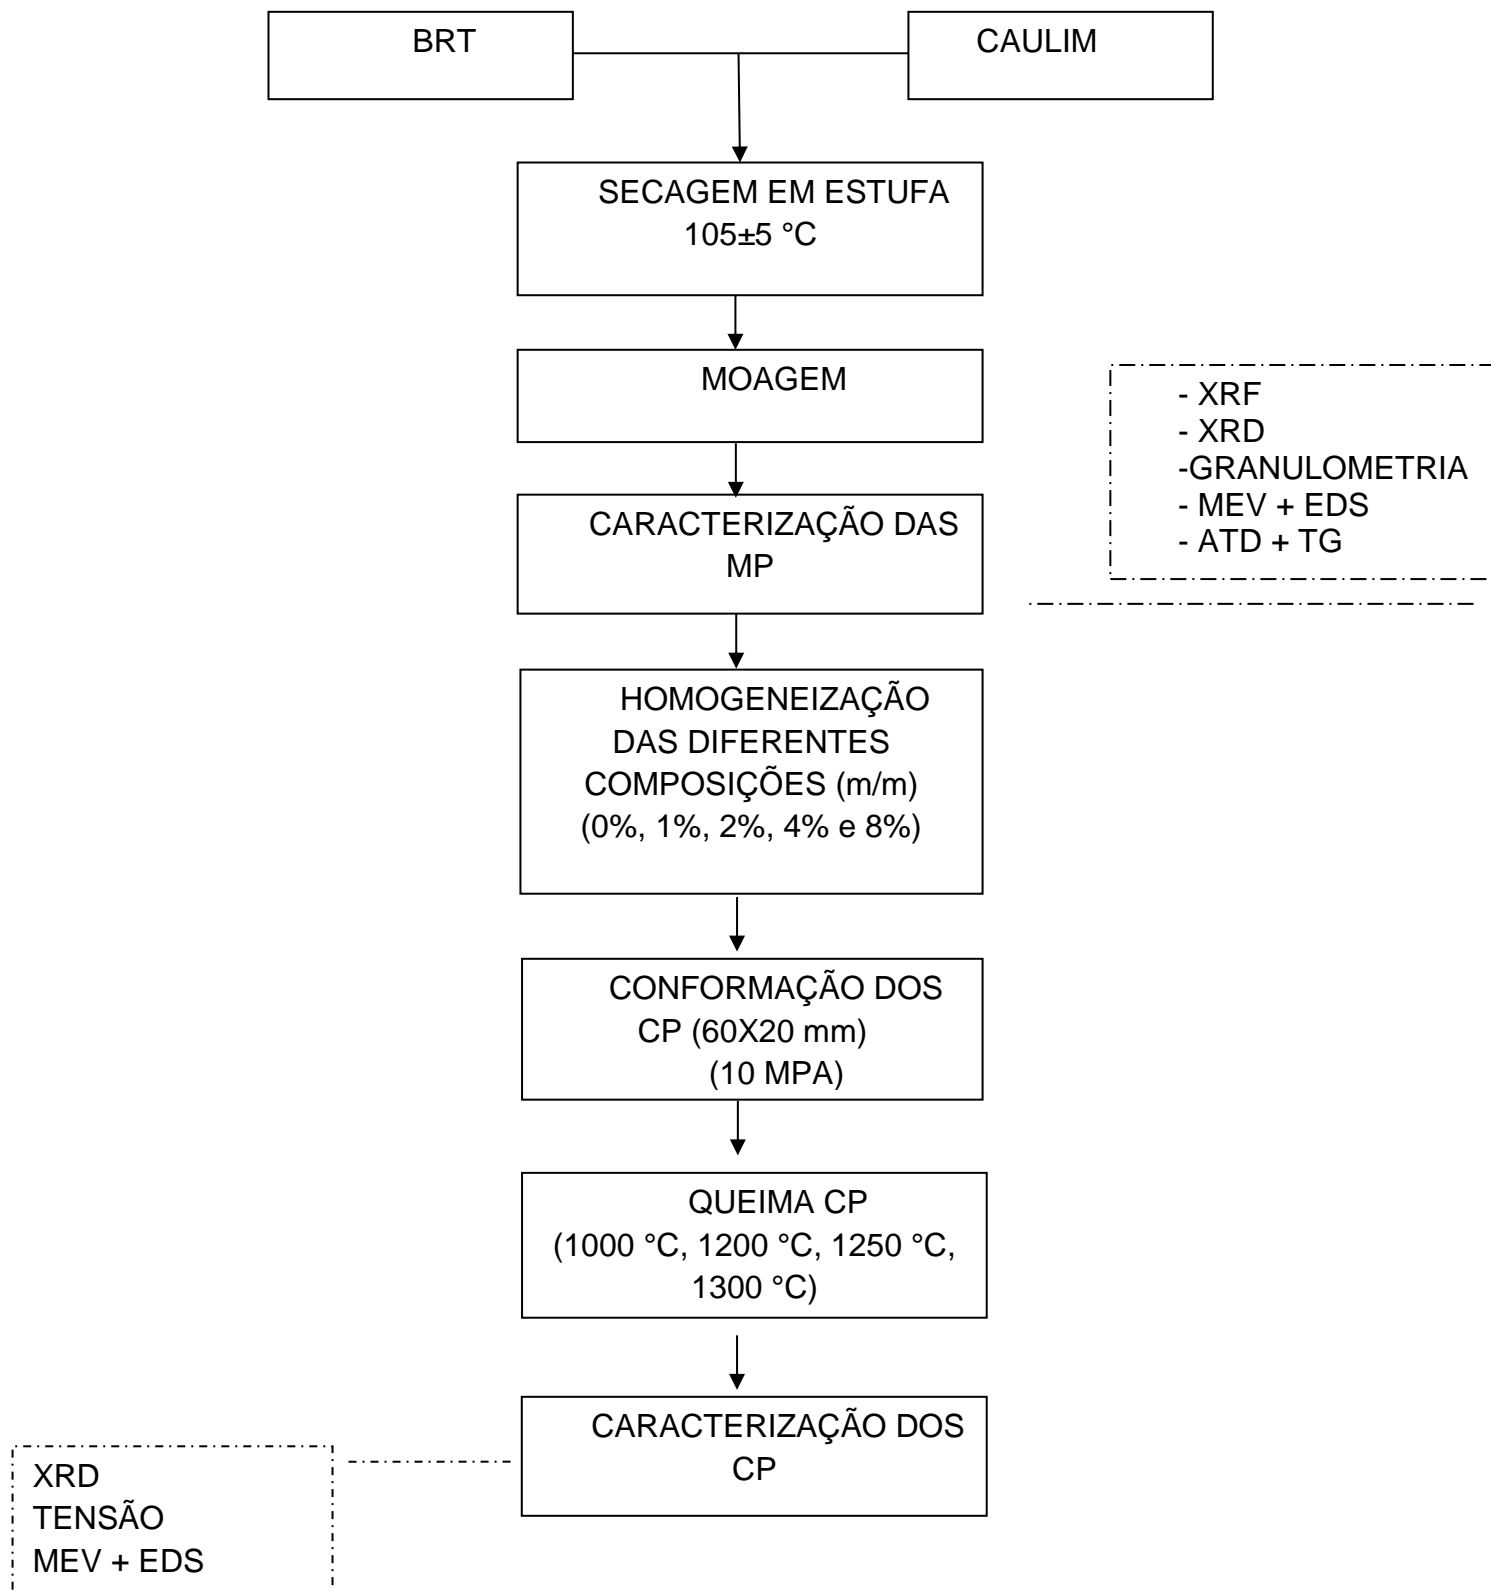 BRT
CAULIM
SECAGEM EM ESTUFA
105±5 °C
MOAGEM
- XRF
- XRD
-GRANULOMETRIA
- MEV + EDS
- ATD + TG
CARACTERIZAÇÃO DAS
MP
HOMOGENEIZAÇÃO
DAS DIFERENTES
COMPOSIÇÕES (m/m)
(0%, 1%, 2%, 4% e 8%)
CONFORMAÇÃO DOS
CP (60X20 mm)
(10 MPA)
QUEIMA CP
(1000 °C, 1200 °C, 1250 °C,
1300 °C)
CARACTERIZAÇÃO DOS
CP
XRD
TENSÃO
MEV + EDS